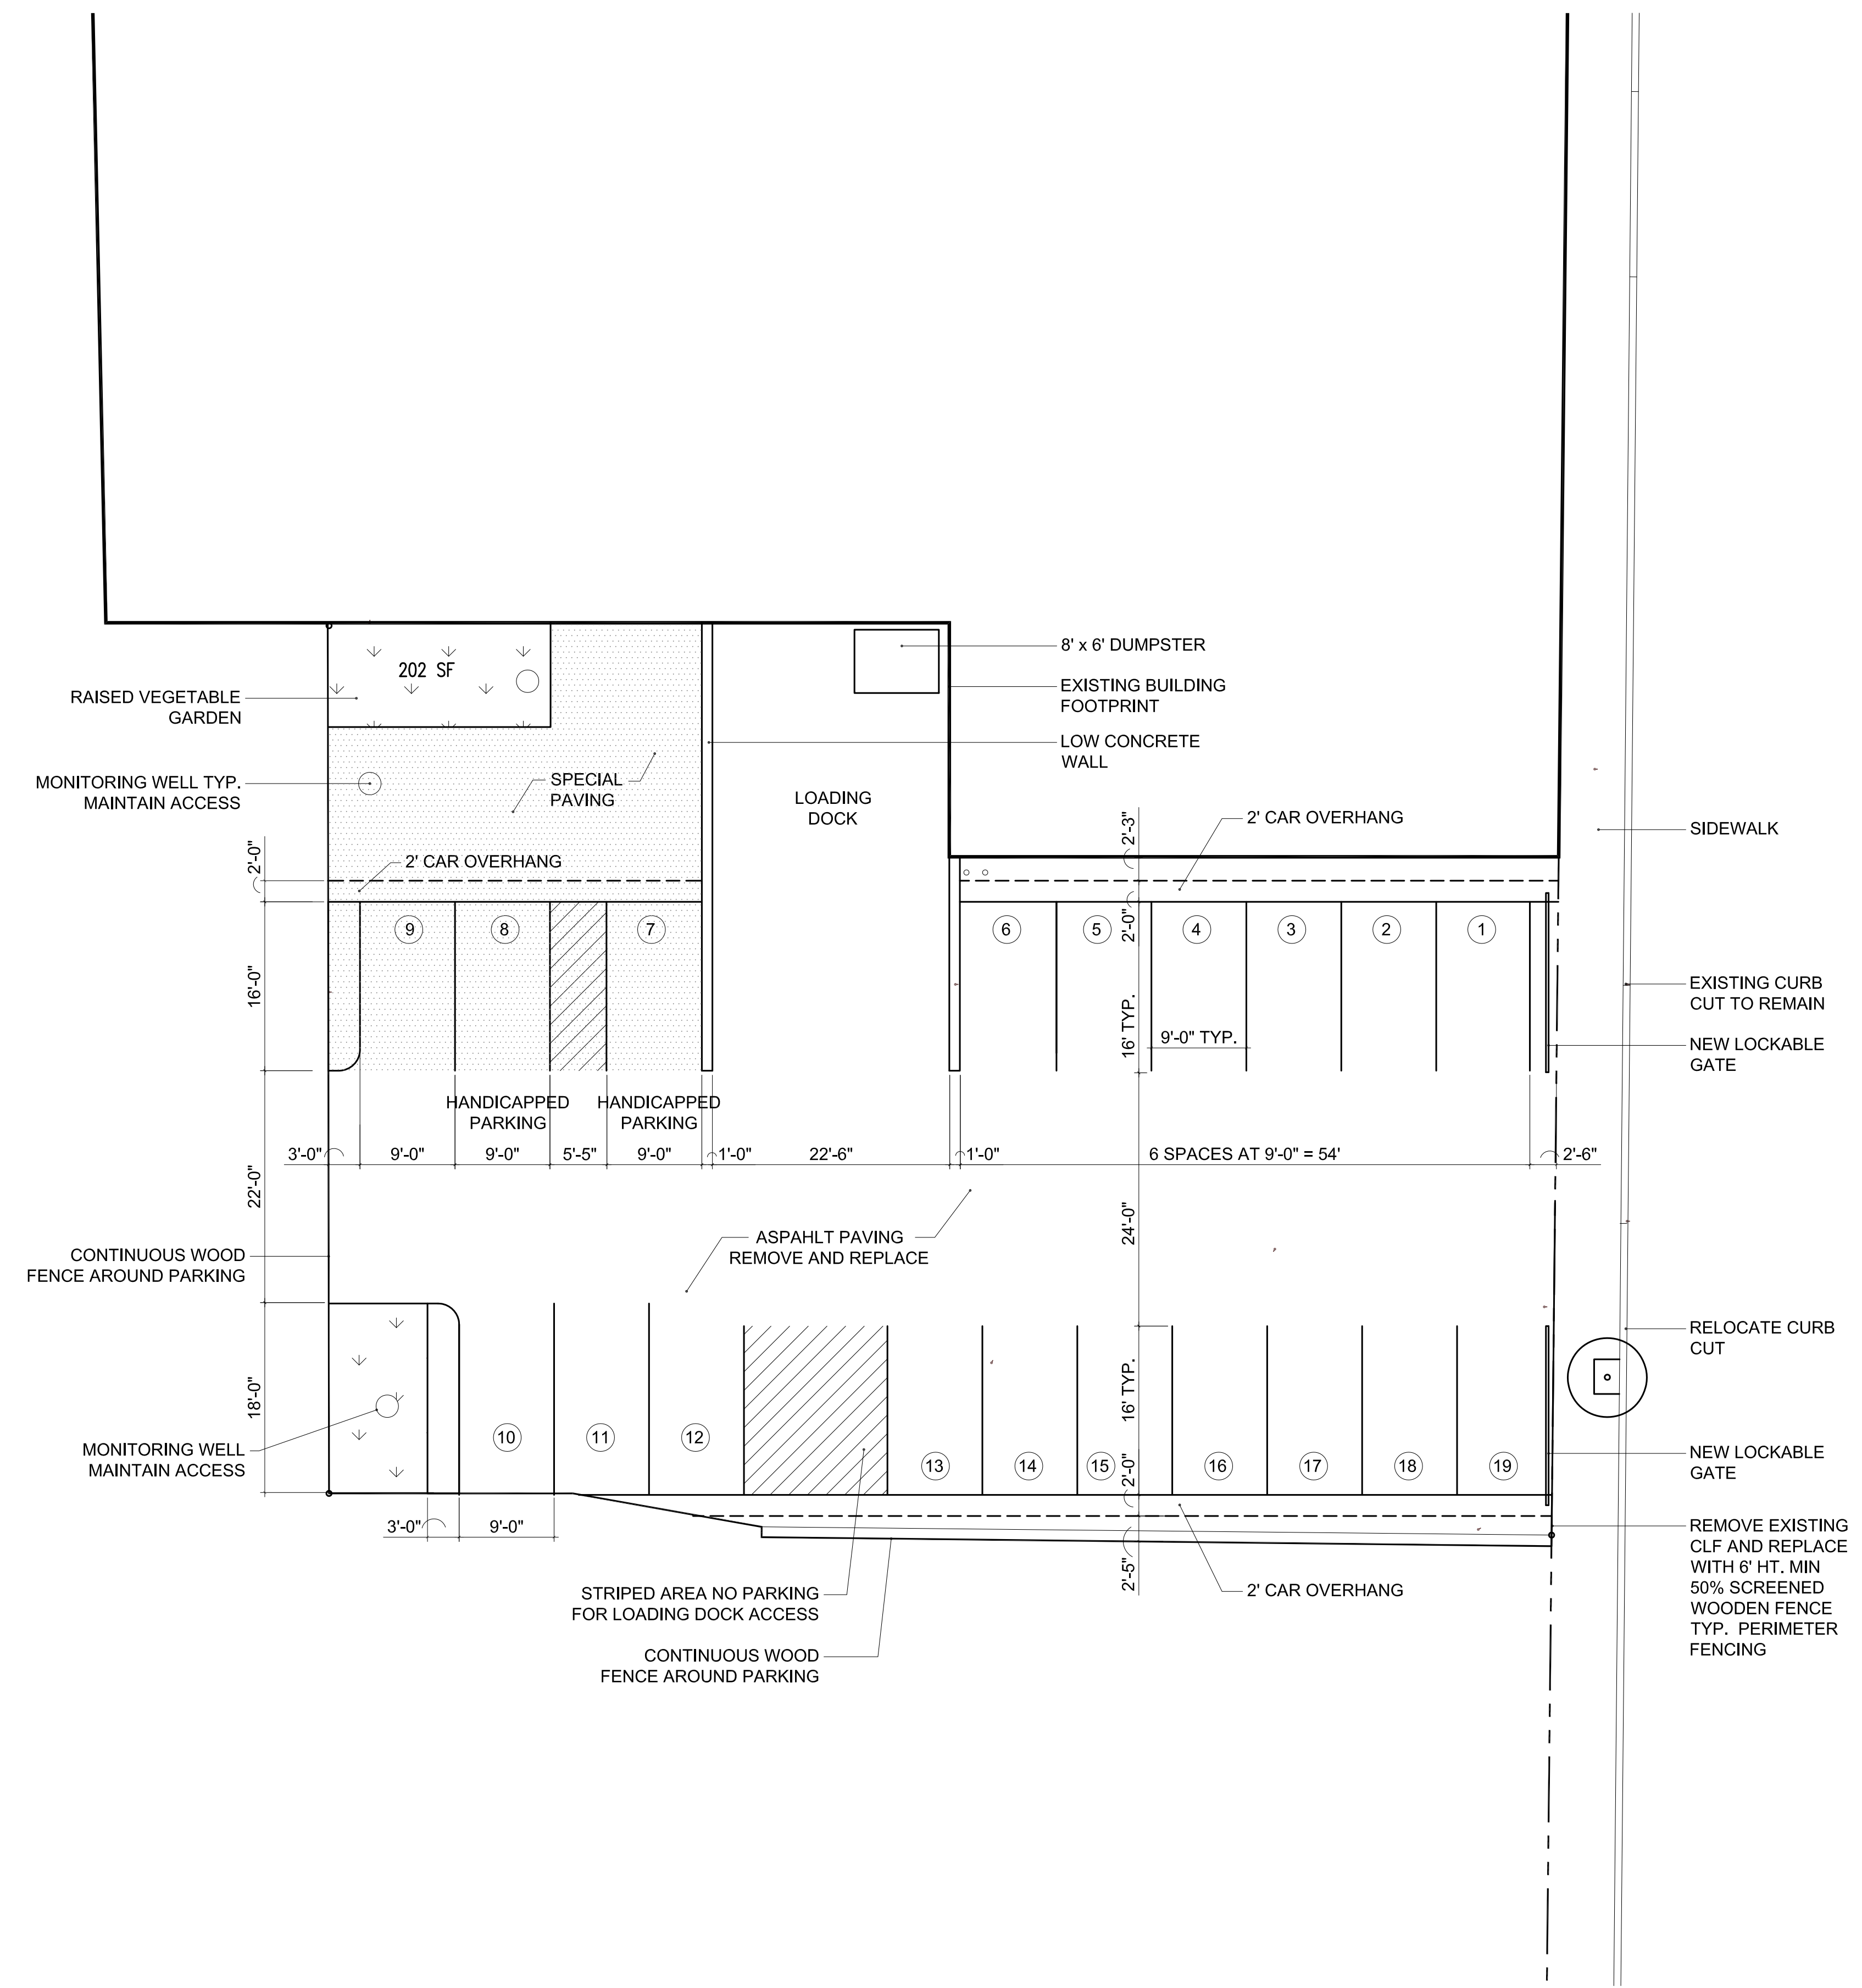 202 SF
RAISED VEGETABLE
GARDEN
MONITORING WELL TYP.
MAINTAIN ACCESS
SPECIAL
PAVING
LOADING
DOCK
8' x 6' DUMPSTER
EXISTING BUILDING
FOOTPRINT
LOW CONCRETE
WALL
2' CAR OVERHANG
2' CAR OVERHANG
SIDEWALK
2'-0"
16'-0"
22'-0"
18'-0"
2'-3"
2'-0"
16' TYP.
9'-0" TYP.
24'-0"
16' TYP.
2'-0"
2'-5"
9
8
7
6
5
4
3
2
1
EXISTING CURB
CUT TO REMAIN
NEW LOCKABLE
GATE
HANDICAPPED
PARKING
HANDICAPPED
PARKING
3'-0"
9'-0"
9'-0"
5'-5"
9'-0"
1'-0"
22'-6"
1'-0"
6 SPACES AT 9'-0" = 54'
2'-6"
CONTINUOUS WOOD
FENCE AROUND PARKING
ASPAHLT PAVING
REMOVE AND REPLACE
RELOCATE CURB
CUT
10
11
12
13
14
15
16
17
18
19
MONITORING WELL
MAINTAIN ACCESS
NEW LOCKABLE
GATE
3'-0"
9'-0"
REMOVE EXISTING
CLF AND REPLACE
WITH 6' HT. MIN
50% SCREENED
WOODEN FENCE
TYP. PERIMETER
FENCING
STRIPED AREA NO PARKING
FOR LOADING DOCK ACCESS
2' CAR OVERHANG
CONTINUOUS WOOD
FENCE AROUND PARKING